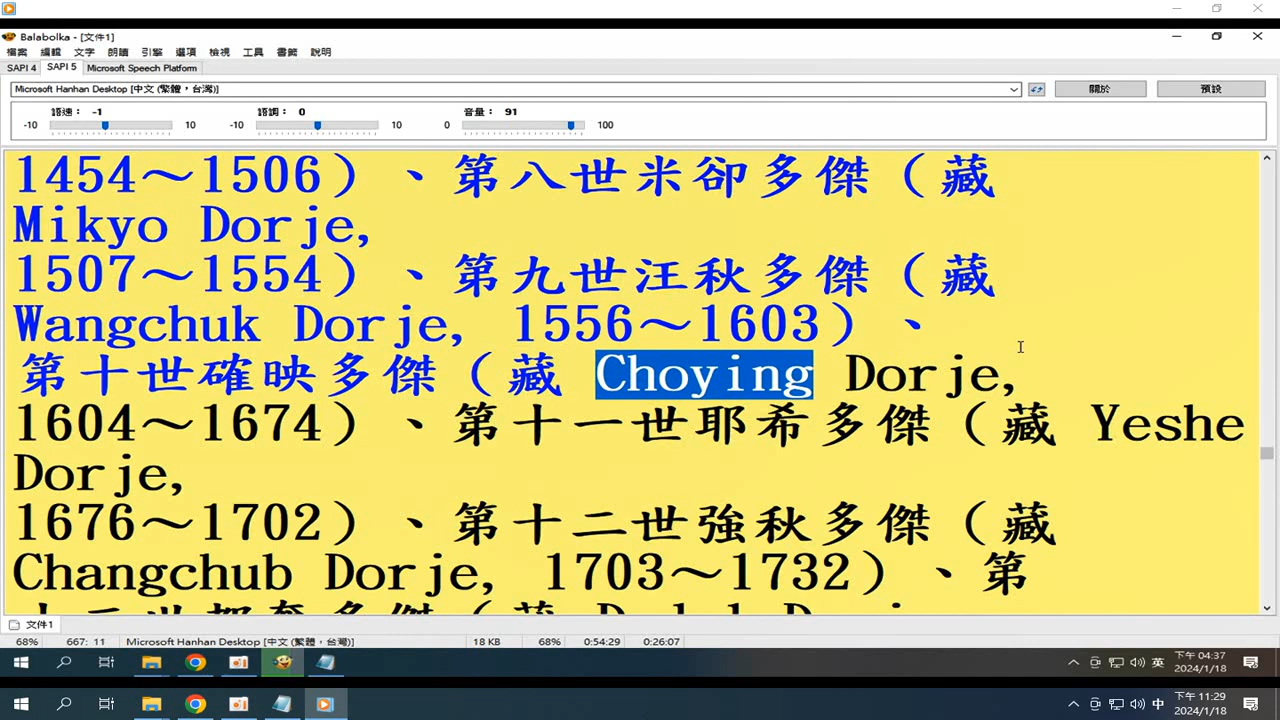 Balabolka - [文件1]
檔案 編輯 文字 朗讀 引擎 選項 檢視 工具 書籤 說明
SAPI 4 SAPI 5 Microsoft Speech Platform
Microsoft Hanhan Desktop [中文 (繁體，台灣)] 關於 預設
語速： -1 語調： 0 音量： 91
-10 10 -10 10 0 100
1454～1506）、第八世米卻多傑（藏
Mikyo Dorje,
1507～1554）、第九世汪秋多傑（藏
Wangchuk Dorje, 1556～1603）、
第十世確映多傑（藏 Choying Dorje,
1604～1674）、第十一世耶希多傑（藏 Yeshe
Dorje,
1676～1702）、第十二世強秋多傑（藏
Changchub Dorje, 1703～1732）、第
文件1
68% 667: 11 Microsoft Hanhan Desktop [中文 (繁體，台灣)] 18 KB 68% 0:54:29 0:26:07
英 下午 04:37
2024/1/18
中 下午 11:29
2024/1/18